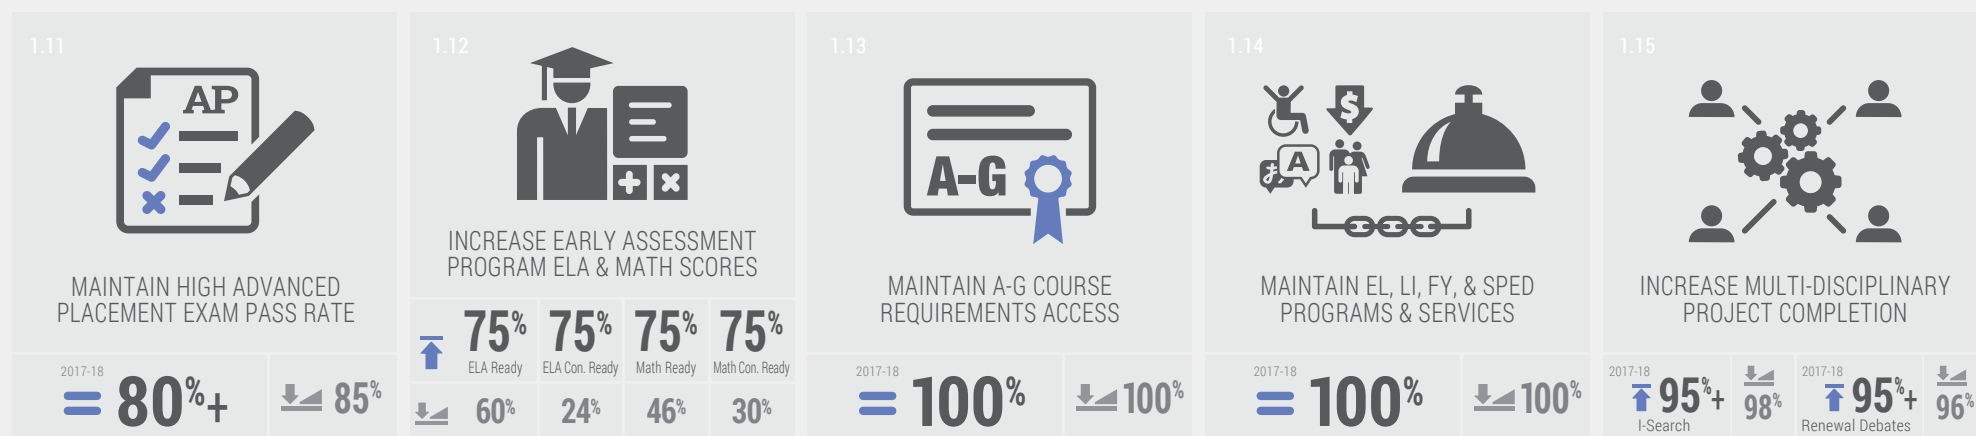 1.11
AP
MAINTAIN HIGH ADVANCED
PLACEMENT EXAM PASS RATE
2017-18
80%+
85%
1.12
INCREASE EARLY ASSESSMENT
PROGRAM ELA & MATH SCORES
75% 75% 75% 75%
ELA Ready ELA Con. Ready Math Ready Math Con. Ready
60% 24% 46% 30%
1.13
A-G
MAINTAIN A-G COURSE
REQUIREMENTS ACCESS
2017-18
100%
100%
1.14
$
あ A
MAINTAIN EL, LI, FY, & SPED
PROGRAMS & SERVICES
2017-18
100%
100%
1.15
INCREASE MULTI-DISCIPLINARY
PROJECT COMPLETION
2017-18
95%+
I-Search
98%
2017-18
95%+
Renewal Debates
96%